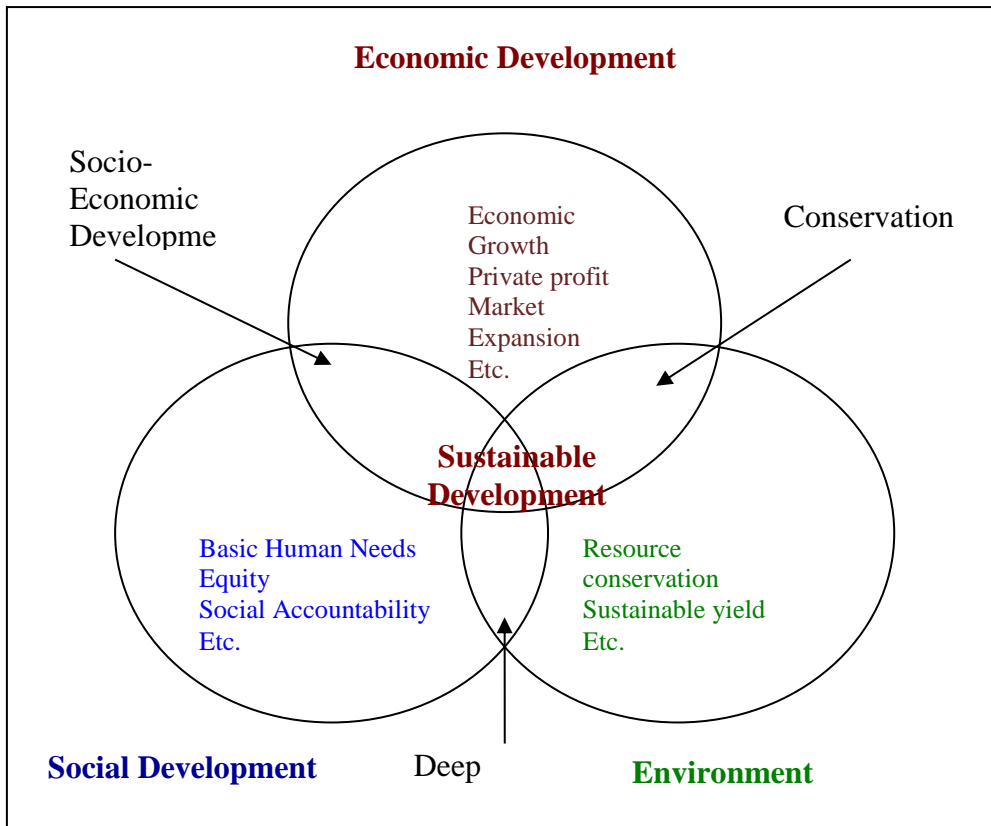 Economic Development
Socio-
Economic
Developme
Economic
Growth
Private profit
Market
Expansion
Etc.
Conservation
Sustainable
Development
Basic Human Needs
Equity
Social Accountability
Etc.
Resource
conservation
Sustainable yield
Etc.
Social Development
Deep
Environment